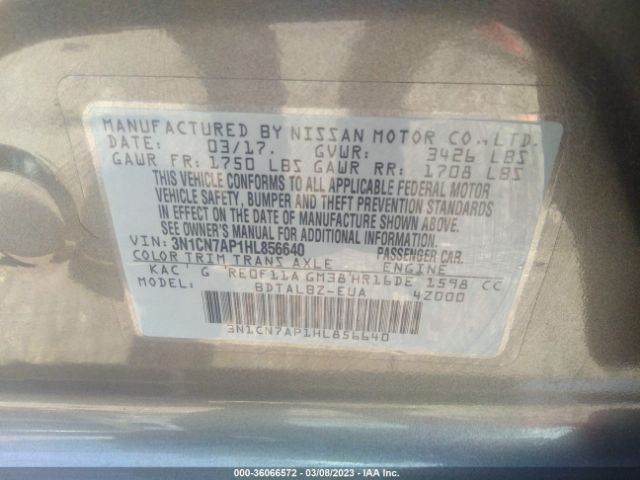 MANUFACTURED BY NISSAN MOTOR CO., LTD.
DATE: 03/17. GVWR: 3426 LBS
GAWR FR: 1750 LBS GAWR RR: 1708 LBS
THIS VEHICLE CONFORMS TO ALL APPLICABLE FEDERAL MOTOR
VEHICLE SAFETY, BUMPER AND THEFT PREVENTION STANDARDS
IN EFFECT ON THE DATE OF MANUFACTURE SHOWN ABOVE.
SEE OWNER'S MANUAL FOR ADDITIONAL INFORMATION.
VIN: 3N1CN7AP1HL856640 PASSENGER CAR.
COLOR TRIM TRANS AXLE ENGINE
KAC G RE0F11A GM38 HR16DE 1598 CC
MODEL: BDTALBZ-EUA 4Z000
3N1CN7AP1HL856640
000-36066572 | 03/08/2023 | IAA Inc.